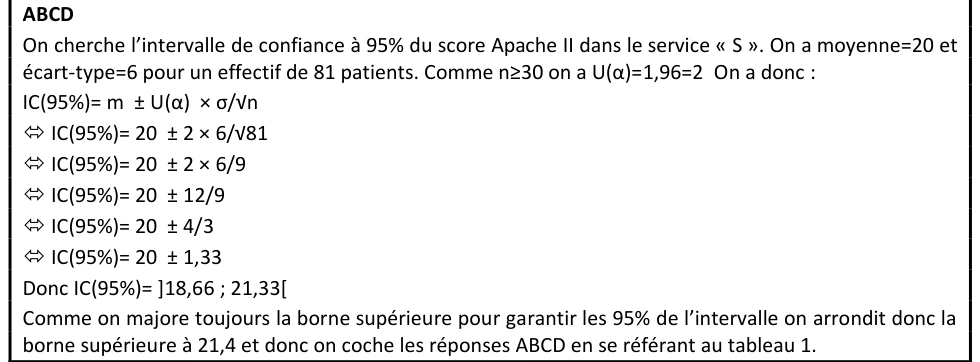 ABCD
On cherche l’intervalle de confiance à 95% du score Apache II dans le service « S ». On a moyenne=20 et
écart-type=6 pour un effectif de 81 patients. Comme n≥30 on a U(α)=1,96=2  On a donc :
IC(95%)= m  ± U(α)  × σ/√n
⬄ IC(95%)= 20  ± 2 × 6/√81
⬄ IC(95%)= 20  ± 2 × 6/9
⬄ IC(95%)= 20  ± 12/9
⬄ IC(95%)= 20  ± 4/3
⬄ IC(95%)= 20  ± 1,33
Donc IC(95%)= ]18,66 ; 21,33[
Comme on majore toujours la borne supérieure pour garantir les 95% de l’intervalle on arrondit donc la
borne supérieure à 21,4 et donc on coche les réponses ABCD en se référant au tableau 1.